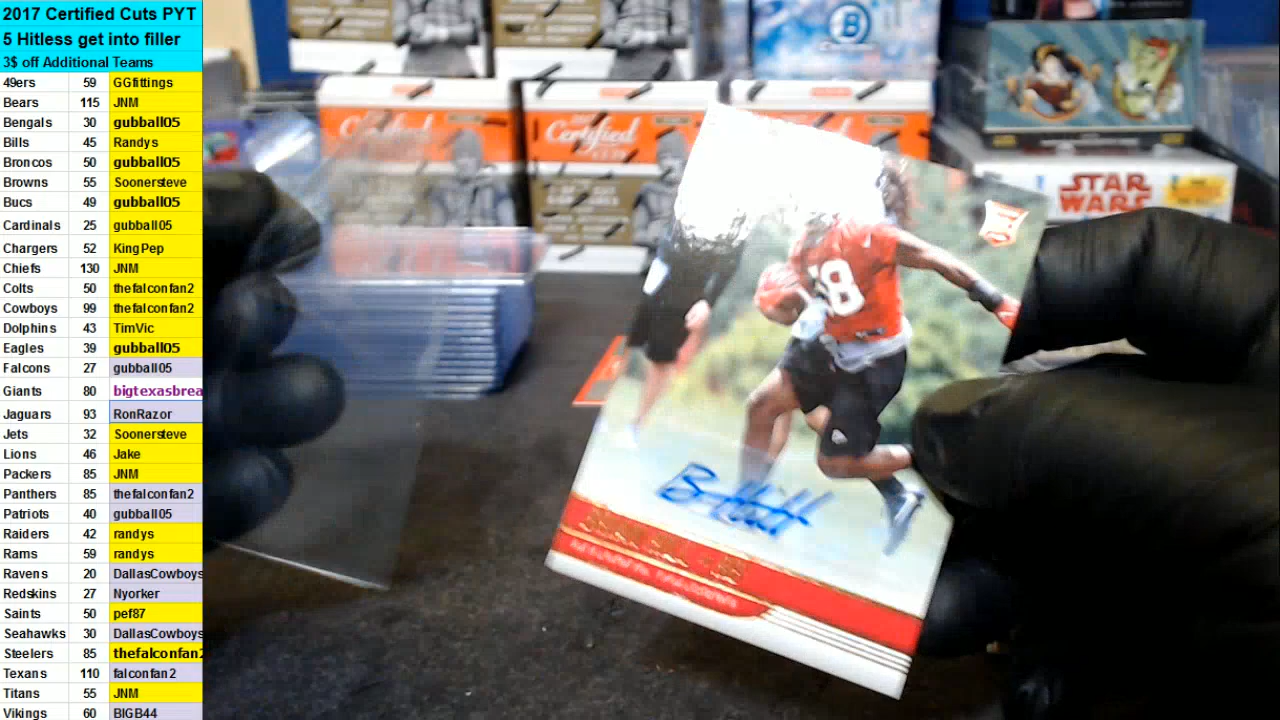 2017 Certified Cuts PYT
5 Hitless get into filler
3$ off Additional Teams
49ers 59 GGfittings
Bears 115 JNM
Bengals 30 gubball05
Bills 45 Randys
Broncos 50 gubball05
Browns 55 Soonersteve
Bucs 49 gubball05
Cardinals 25 gubball05
Chargers 52 KingPep
Chiefs 130 JNM
Colts 50 thefalconfan2
Cowboys 99 thefalconfan2
Dolphins 43 TimVic
Eagles 39 gubball05
Falcons 27 gubball05
Giants 80 bigtexasbrea
Jaguars 93 RonRazor
Jets 32 Soonersteve
Lions 46 Jake
Packers 85 JNM
Panthers 85 thefalconfan2
Patriots 40 gubball05
Raiders 42 randys
Rams 59 randys
Ravens 20 DallasCowboys
Redskins 27 Nyorker
Saints 50 pef87
Seahawks 30 DallasCowboys
Steelers 85 thefalconfan2
Texans 110 falconfan2
Titans 55 JNM
Vikings 60 BIGB44
Certified
STAR
WARS